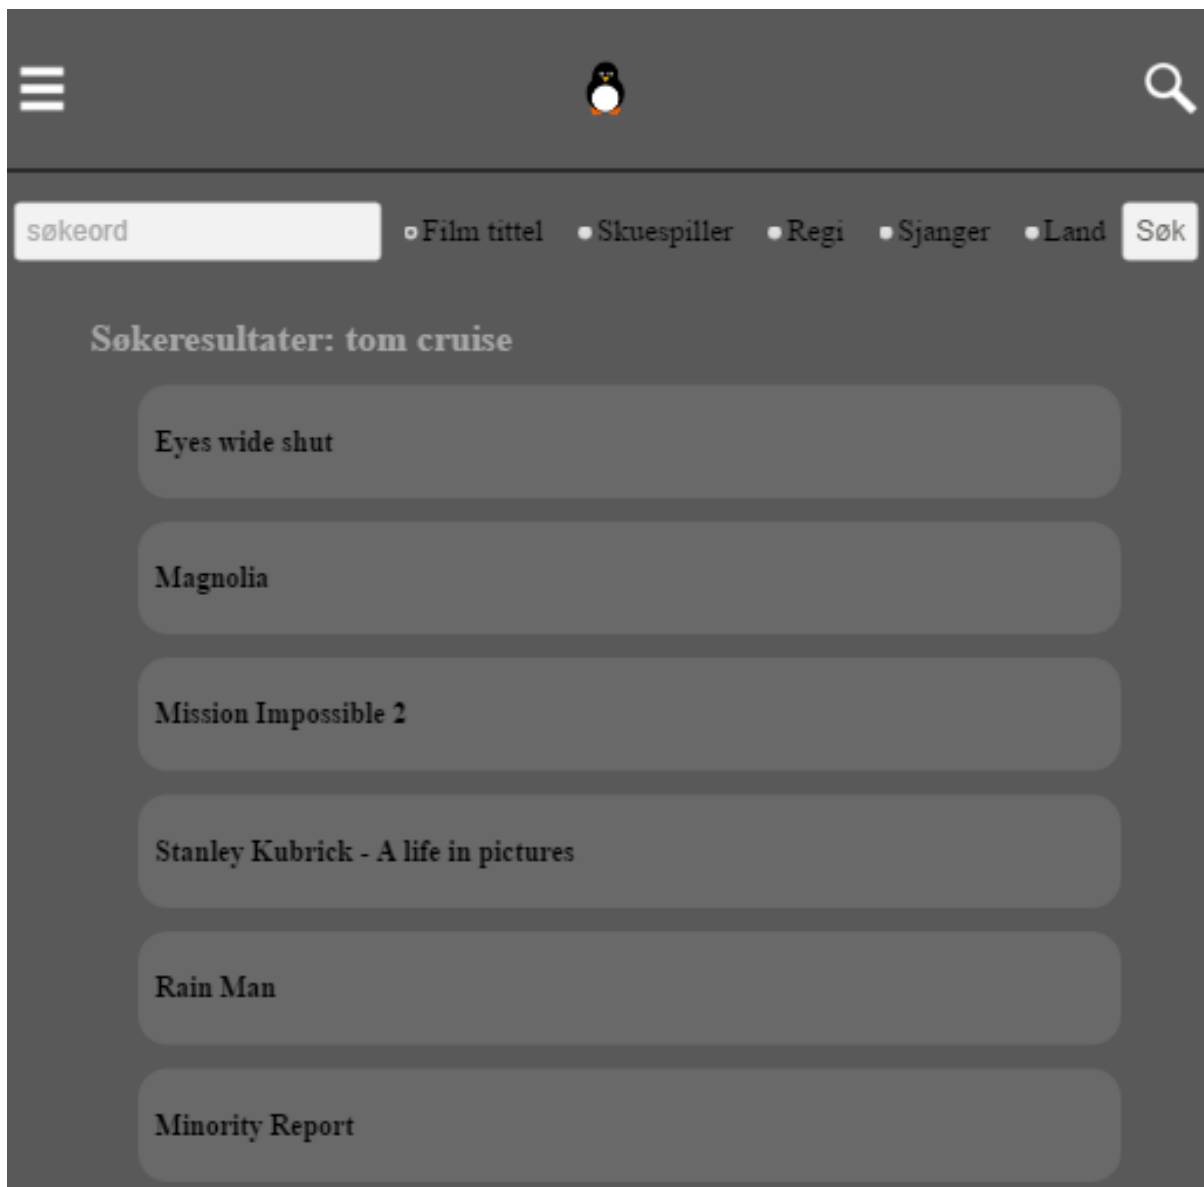 søkeord Film tittel Skuespiller Regi Sjanger Land Søk
Søkeresultater: tom cruise
Eyes wide shut
Magnolia
Mission Impossible 2
Stanley Kubrick - A life in pictures
Rain Man
Minority Report